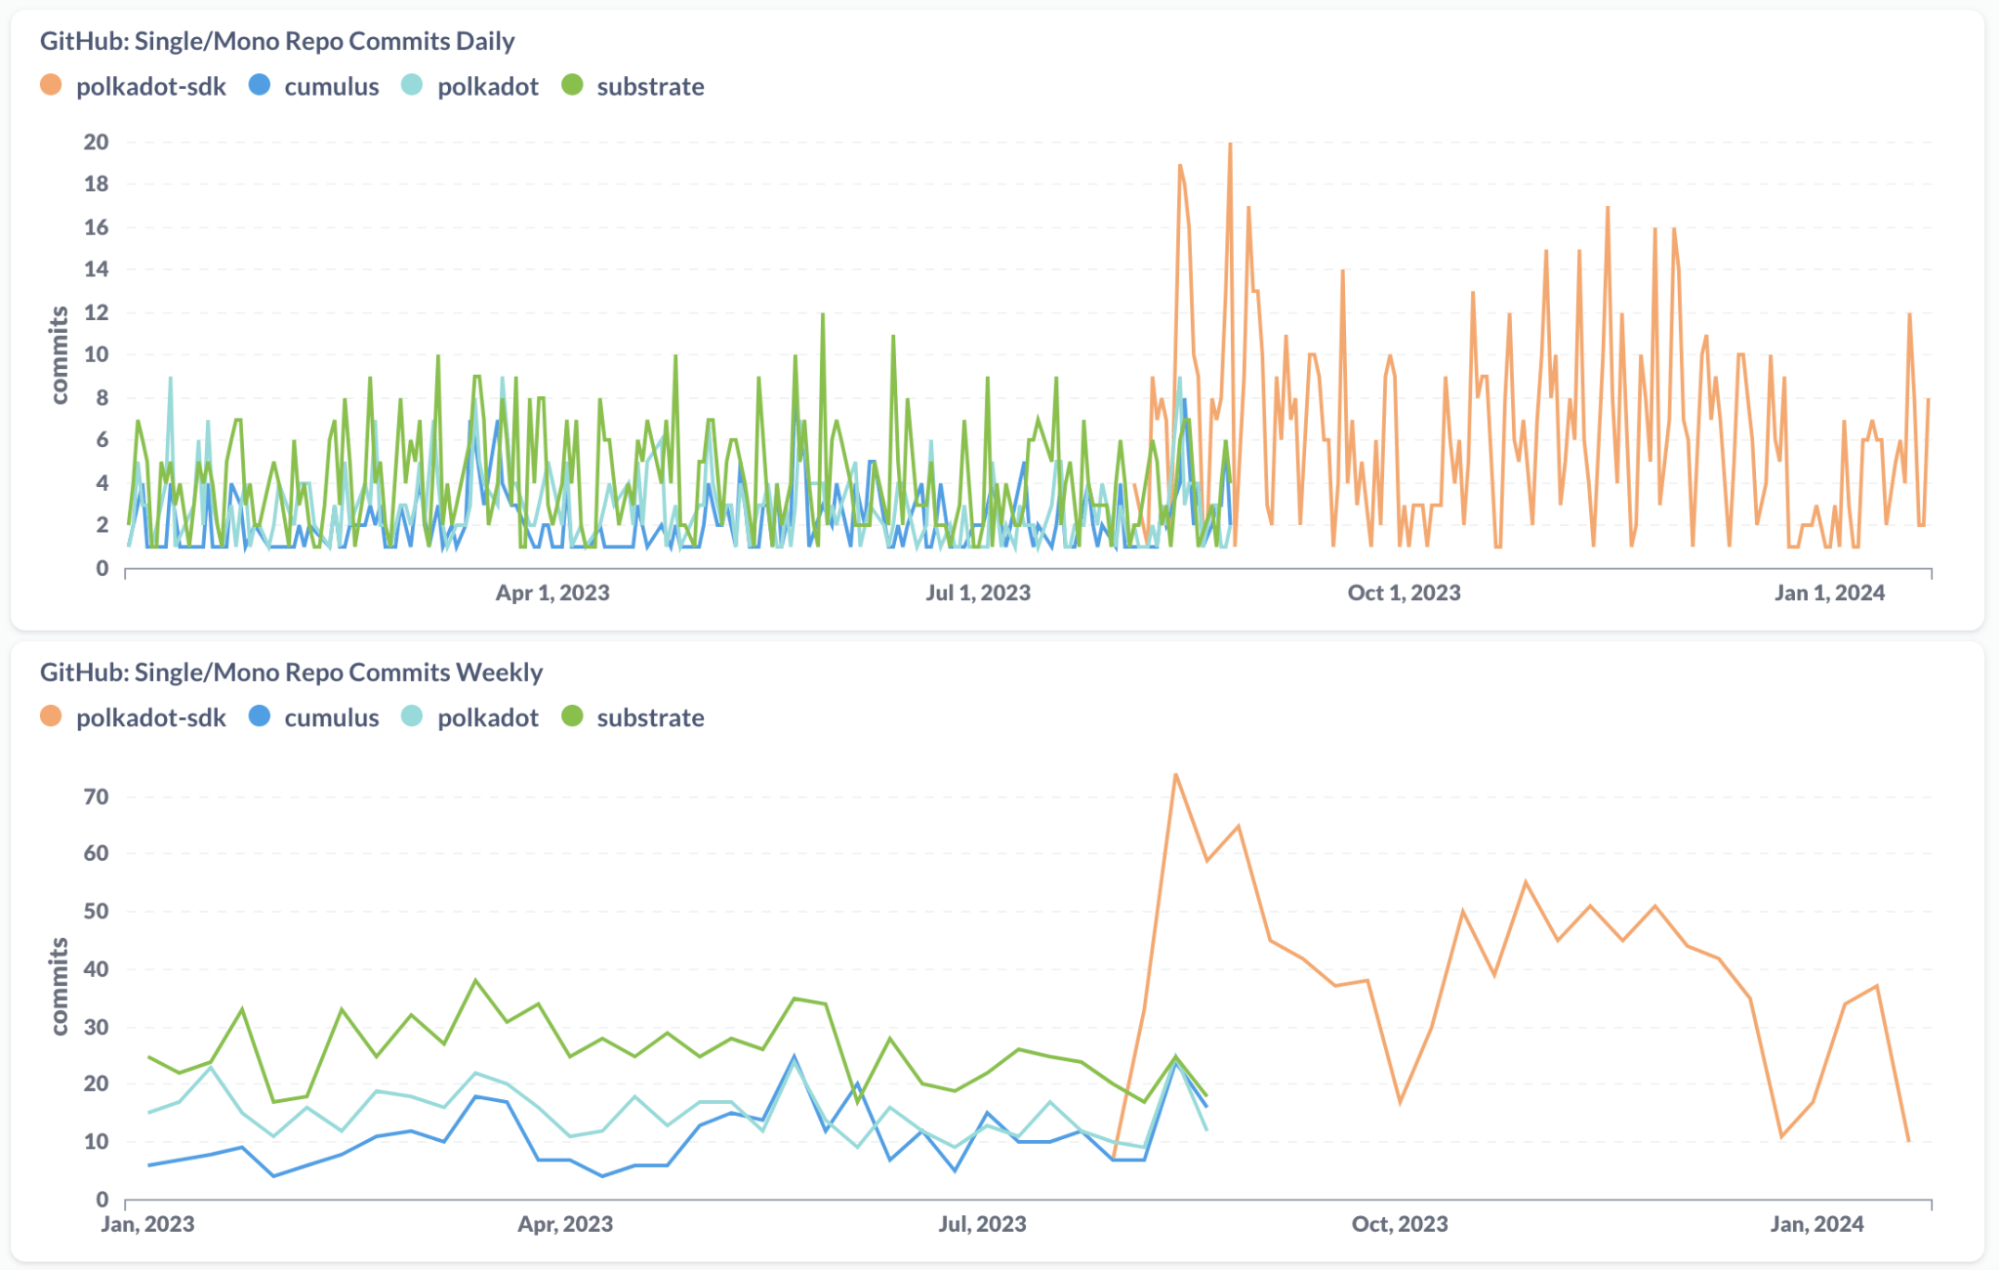 GitHub: Single/Mono Repo Commits Daily
polkadot-sdk cumulus polkadot substrate
20
18
16
14
12
10
8
6
4
2
0
commits
Apr 1, 2023 Jul 1, 2023 Oct 1, 2023 Jan 1, 2024
GitHub: Single/Mono Repo Commits Weekly
polkadot-sdk cumulus polkadot substrate
70
60
50
40
30
20
10
0
commits
Jan, 2023 Apr, 2023 Jul, 2023 Oct, 2023 Jan, 2024